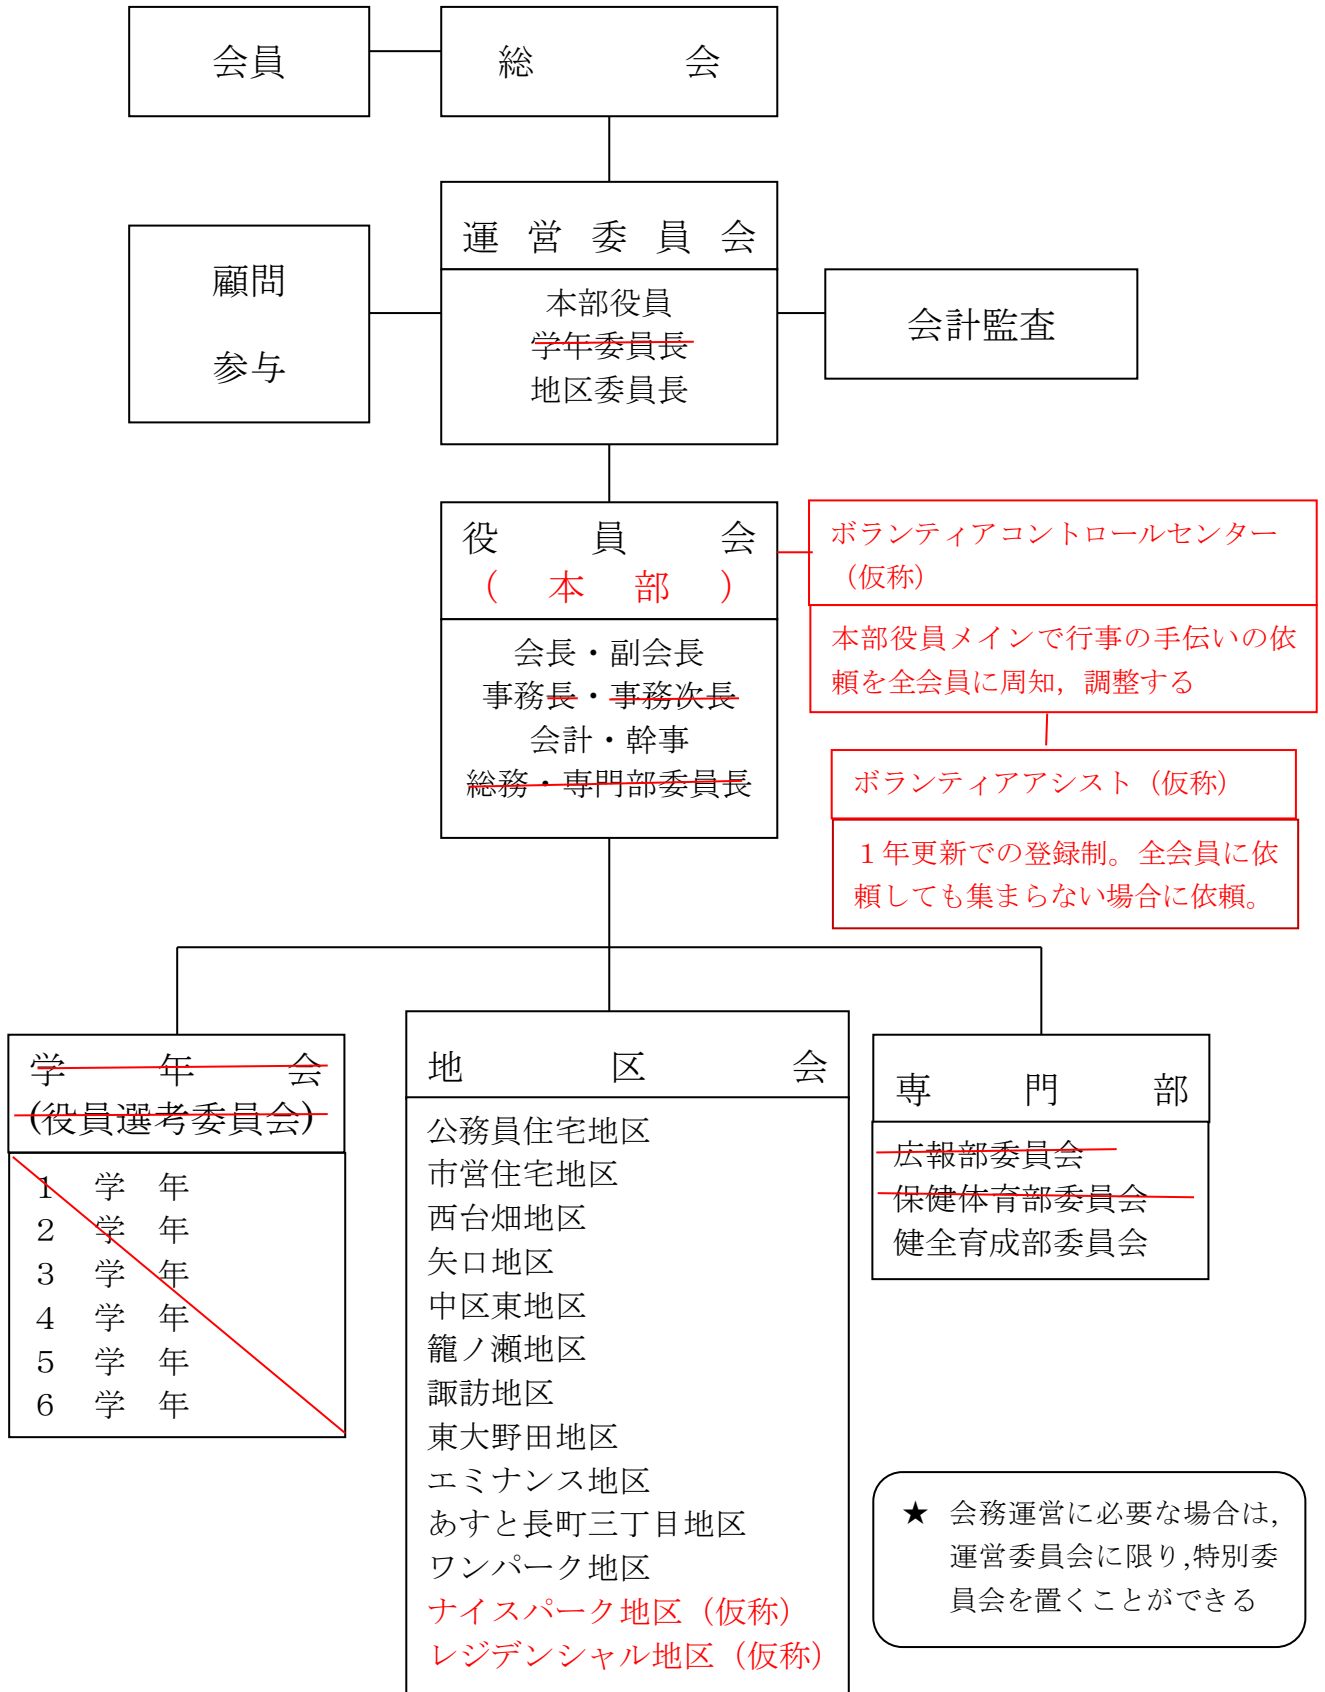 会員
総会
運営委員会
本部役員
学年委員長
地区委員長
顧問
参与
会計監査
役員会
(本部)
会長・副会長
事務長・事務次長
会計・幹事
総務・専門部委員長
ボランティアコントロールセンター
（仮称）
本部役員メインで行事の手伝いの依
頼を全会員に周知，調整する
ボランティアアシスト（仮称）
１年更新での登録制。全会員に依
頼しても集まらない場合に依頼。
学年会
(役員選考委員会)
1 学 年
2 学 年
3 学 年
4 学 年
5 学 年
6 学 年
地区会
公務員住宅地区
市営住宅地区
西台畑地区
矢口地区
中区東地区
籠ノ瀬地区
諏訪地区
東大野田地区
エミナンス地区
あすと長町三丁目地区
ワンパーク地区
ナイスパーク地区（仮称）
レジデンシャル地区（仮称）
専門部
広報部委員会
保健体育部委員会
健全育成部委員会
★ 会務運営に必要な場合は,
運営委員会に限り,特別委
員会を置くことができる